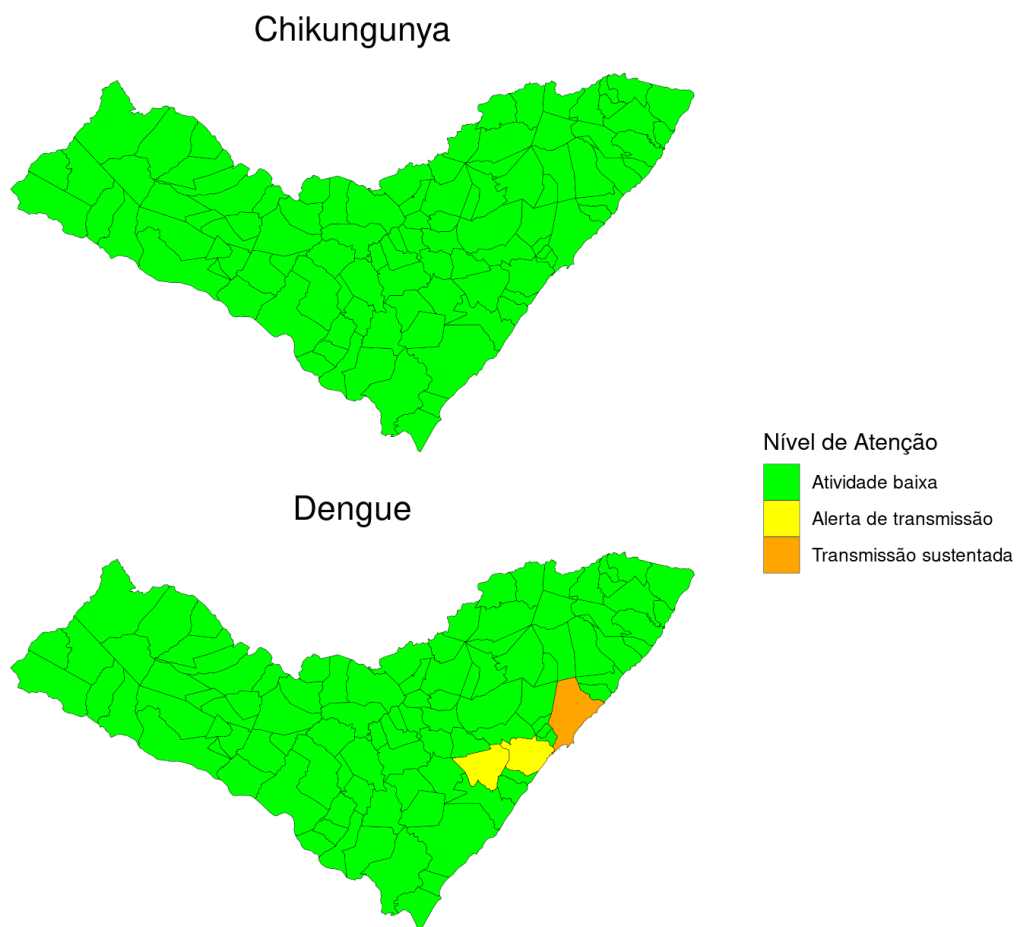 Chikungunya
Nível de Atenção
Atividade baixa
Alerta de transmissão
Transmissão sustentada
Dengue